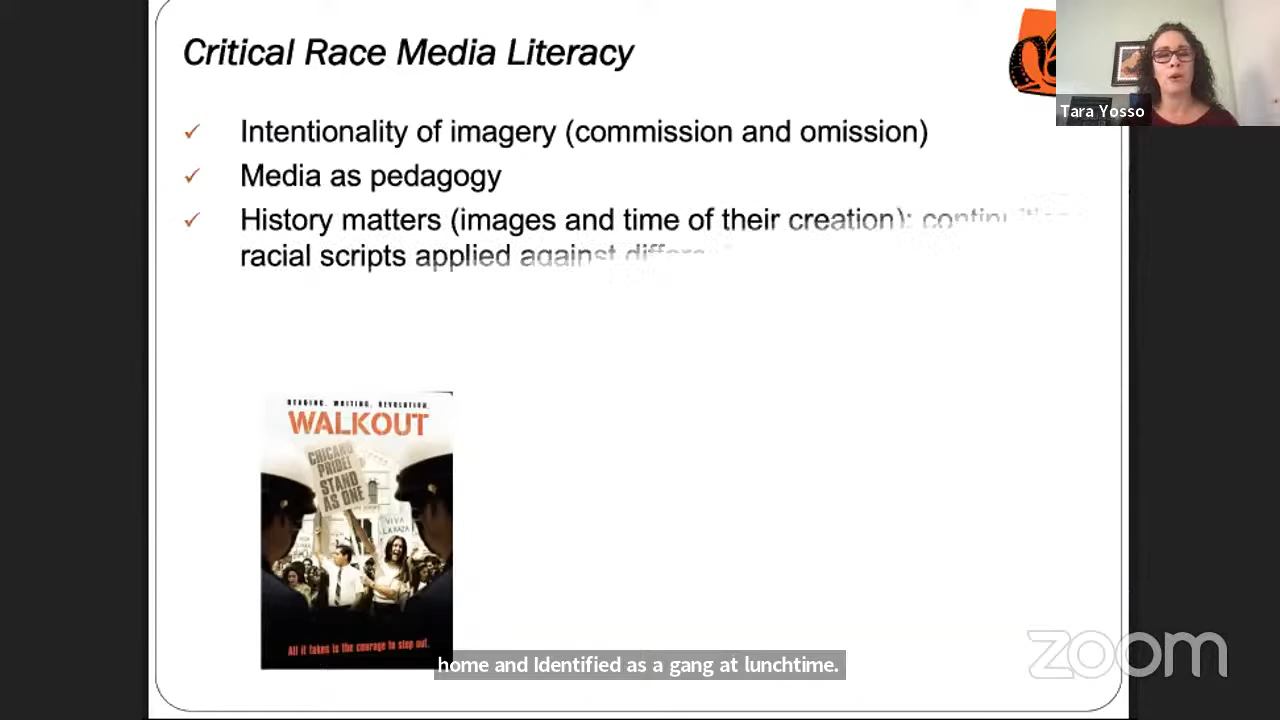 Critical Race Media Literacy
Tara Yosso
Intentionality of imagery (commission and omission)
Media as pedagogy
History matters (images and time of their creation):
racial scripts applied against
READING. WRITING. REVOLUTION.
WALKOUT
CHICANO
PRIDE!
STAND
AS ONE
VIVA
LA RAZA
All it takes is the courage to step out.
home and Identified as a gang at lunchtime.
zoom